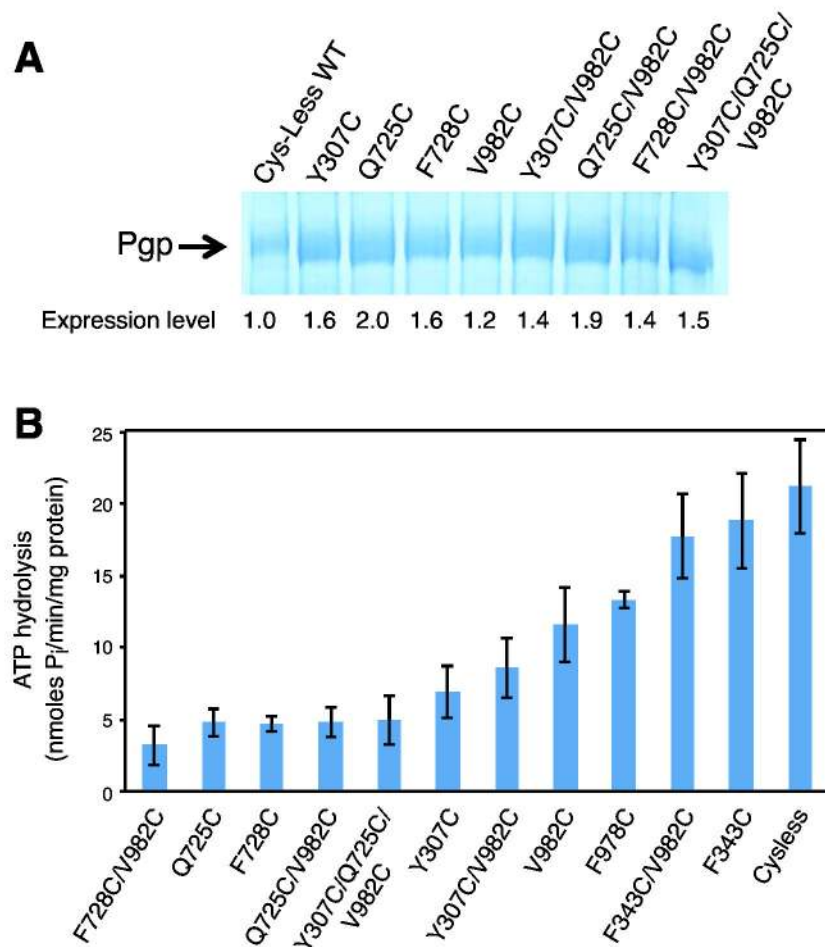 A
Cys-Less WT
Y307C
Q725C
F728C
V982C
Y307C/V982C
Q725C/V982C
F728C/V982C
Y307C/Q725C/
V982C
Pgp
Expression level 1.0 1.6 2.0 1.6 1.2 1.4 1.9 1.4 1.5
B
ATP hydrolysis
(nmoles Pi/min/mg protein)
25
20
15
10
5
0
F728C/V982C
Q725C
F728C
Q725C/V982C
Y307C/Q725C/
V982C
Y307C
Y307C/V982C
V982C
F978C
F343C/V982C
F343C
Cysless